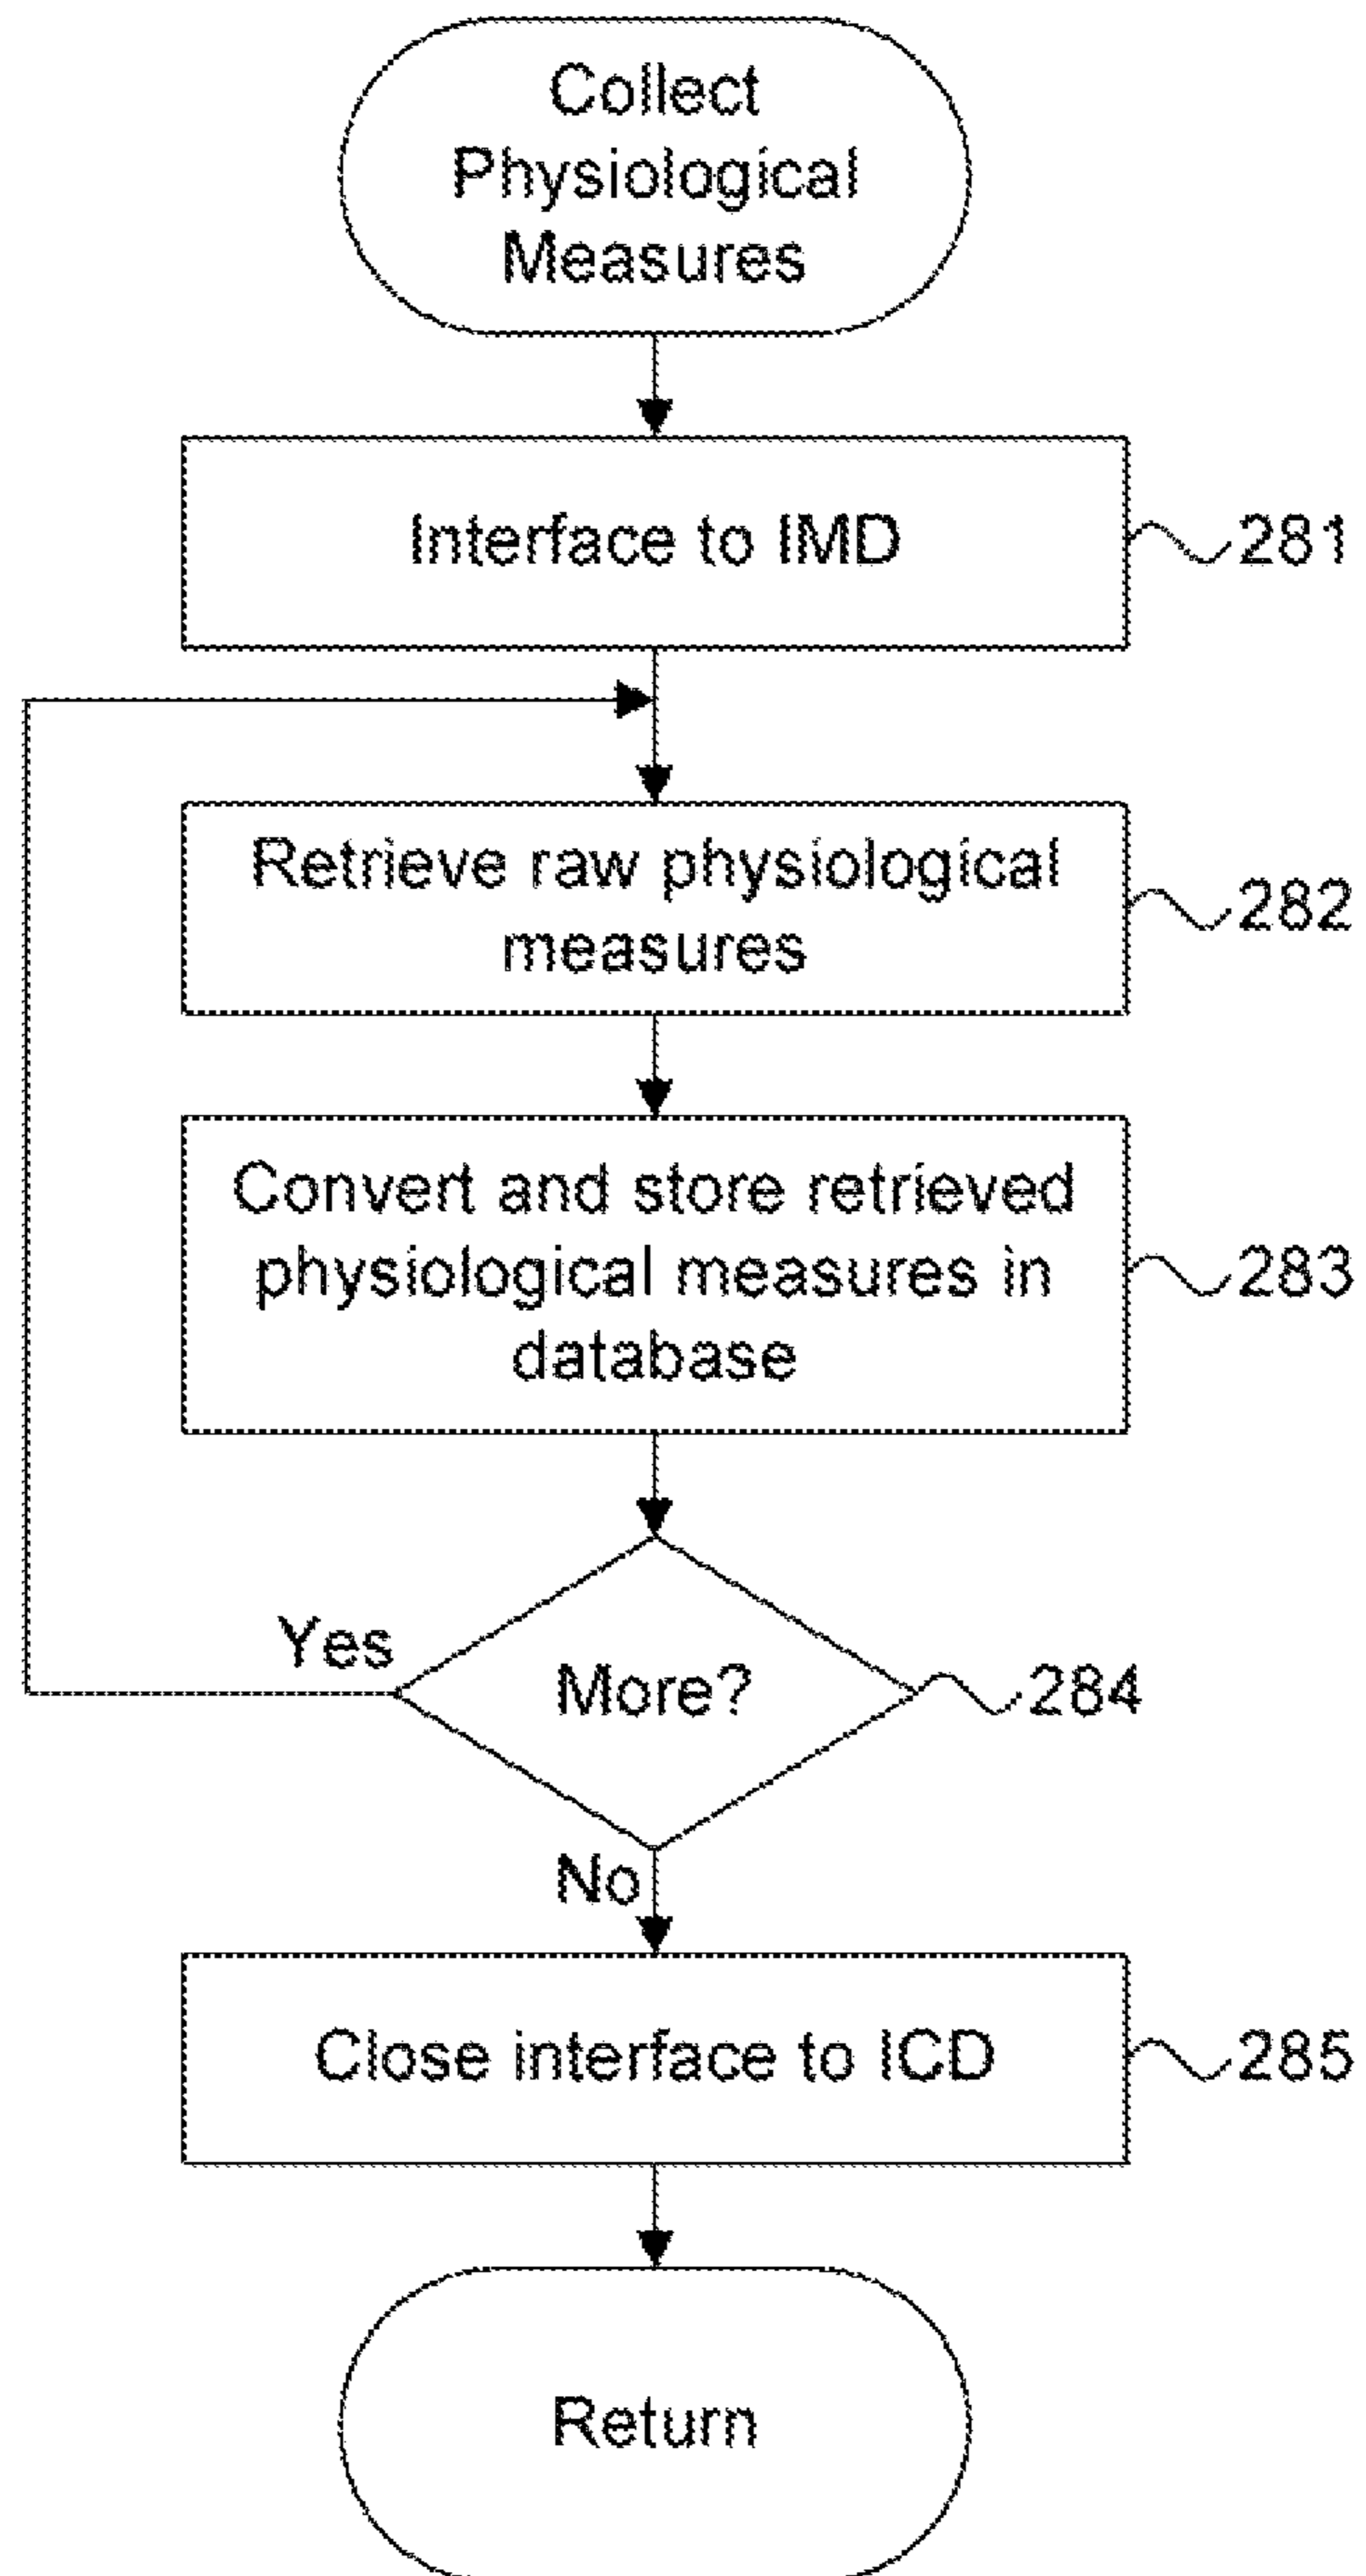 Collect
Physiological
Measures
Interface to IMD
281
Retrieve raw physiological
measures
282
Convert and store retrieved
physiological measures in
database
283
Yes
More?
284
No
Close interface to ICD
285
Return